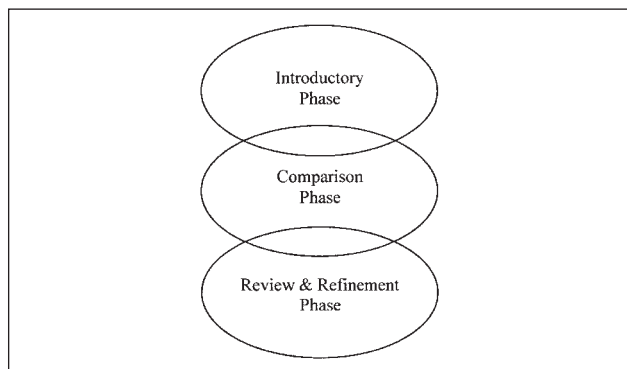 Introductory
Phase
Comparison
Phase
Review & Refinement
Phase